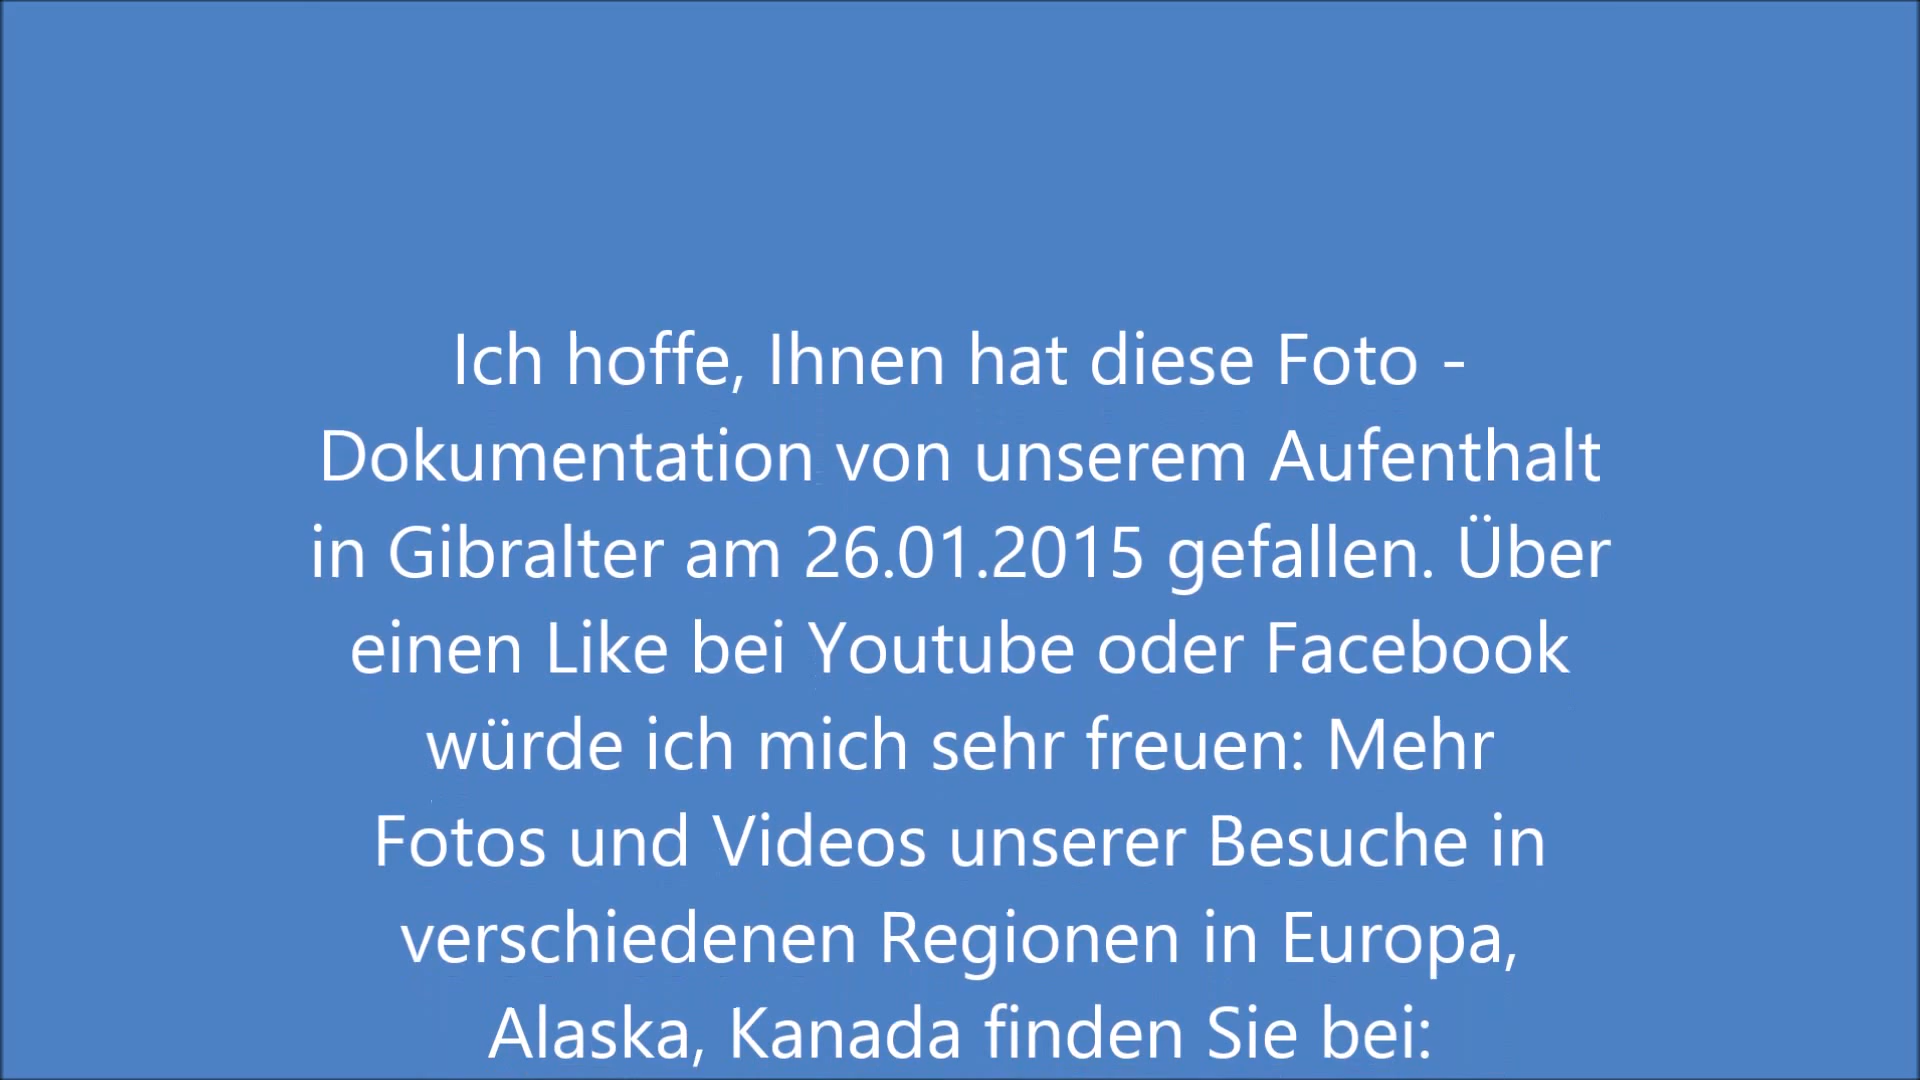 Ich hoffe, Ihnen hat diese Foto -
Dokumentation von unserem Aufenthalt
in Gibralter am 26.01.2015 gefallen. Über
einen Like bei Youtube oder Facebook
würde ich mich sehr freuen: Mehr
Fotos und Videos unserer Besuche in
verschiedenen Regionen in Europa,
Alaska, Kanada finden Sie bei: